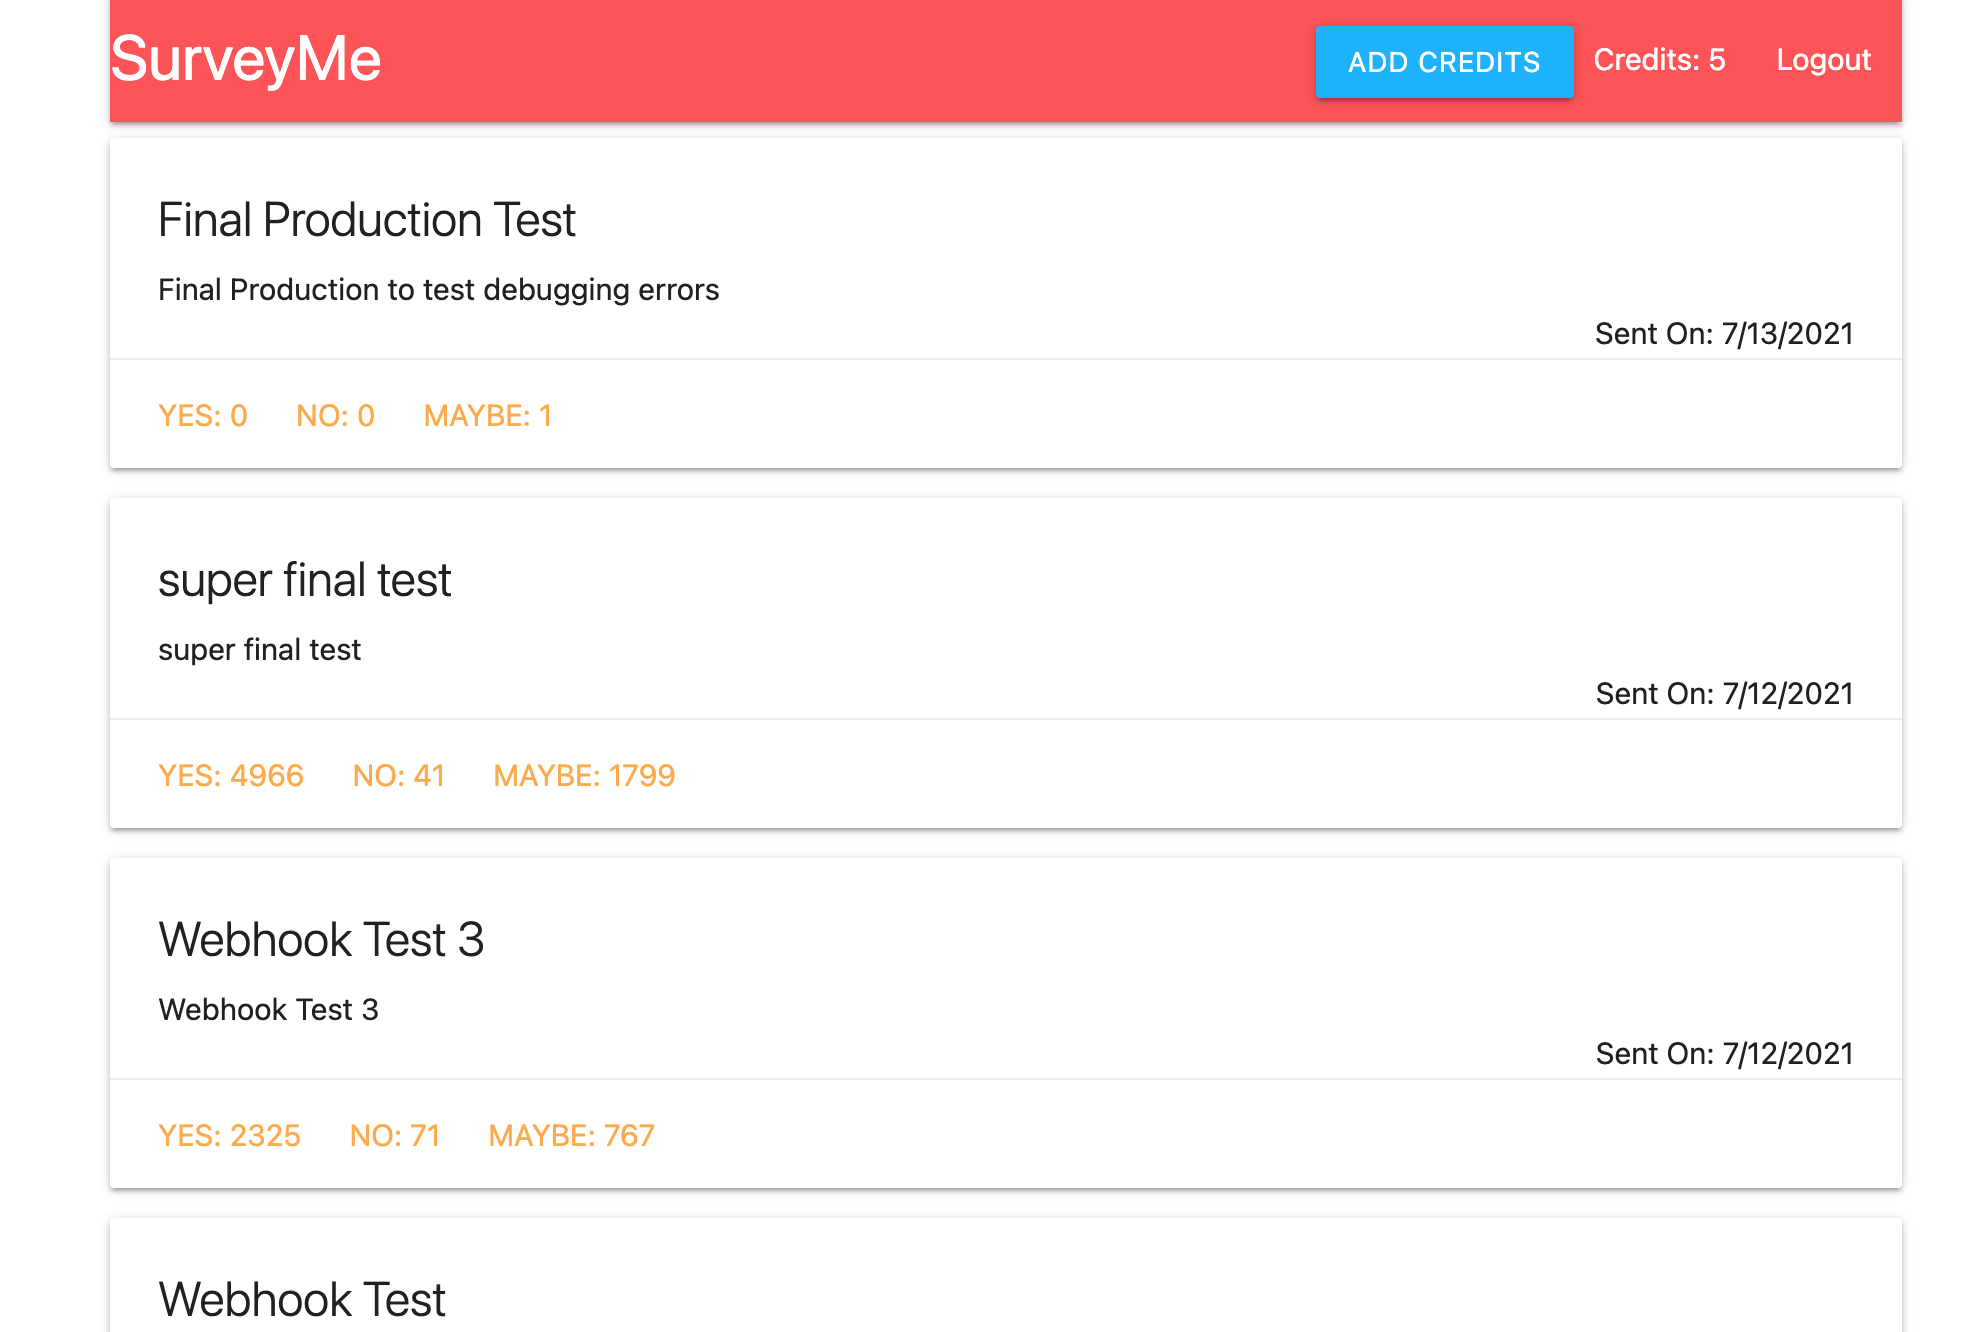 SurveyMe
ADD CREDITS Credits: 5 Logout
Final Production Test
Final Production to test debugging errors
Sent On: 7/13/2021
YES: 0 NO: 0 MAYBE: 1
super final test
super final test
Sent On: 7/12/2021
YES: 4966 NO: 41 MAYBE: 1799
Webhook Test 3
Webhook Test 3
Sent On: 7/12/2021
YES: 2325 NO: 71 MAYBE: 767
Webhook Test